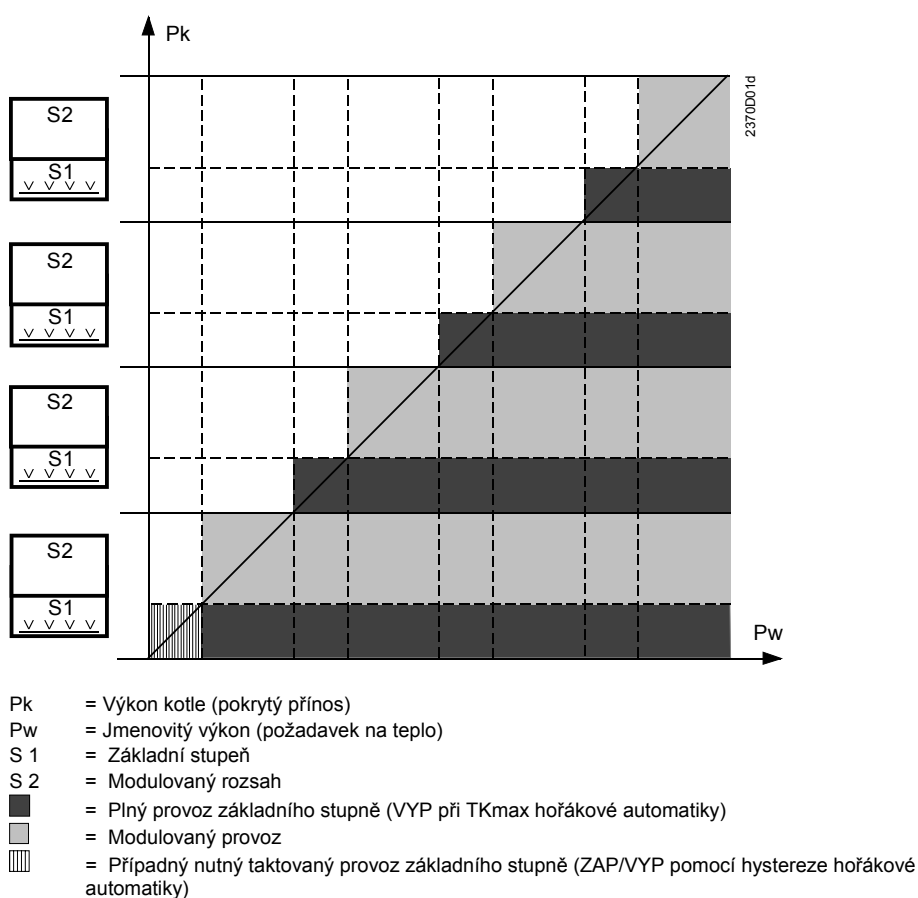 Pk
2370D01d
S2
S1
S2
S1
S2
S1
S2
S1
Pw
Pk = Výkon kotle (pokrytý přínos)
Pw = Jmenovitý výkon (požadavek na teplo)
S 1 = Základní stupeň
S 2 = Modulovaný rozsah
= Plný provoz základního stupně (VYP při TKmax hořákové automatiky)
= Modulovaný provoz
= Případný nutný taktovaný provoz základního stupně (ZAP/VYP pomocí hystereze hořákové
automatiky)